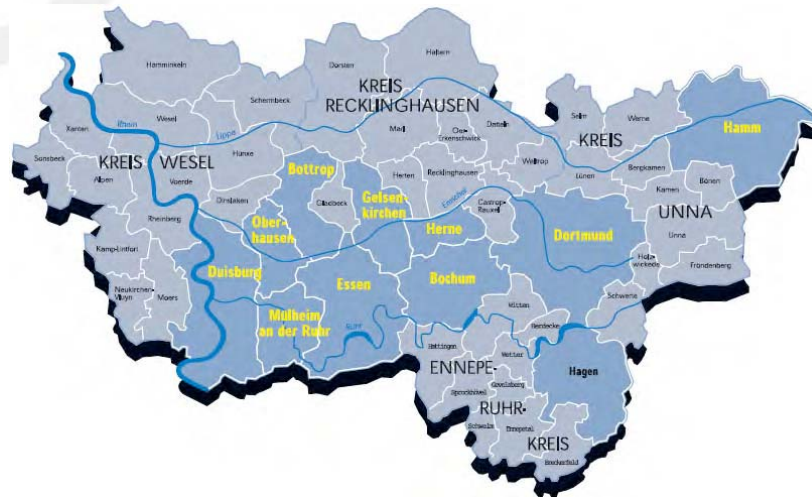 Hamminkeln
Dorsten
Haltern
KREIS
RECKLINGHAUSEN
Schermbeck
Rhein
Wesel
Lippe
Marl
Oer-
Erkenschwick
Datteln
Selm
Werne
KREIS
Hamm
Xanten
Sonsbeck
KREIS
WESEL
Hünxe
Bottrop
Alpen
Voerde
Herten
Recklinghausen
Waltrop
Lünen
Bergkamen
Bönen
Kamen
Dinslaken
Gladbeck
Gelsen-
kirchen
Emscher
Castrop-
Rauxel
UNNA
Rheinberg
Ober-
hausen
Herne
Dortmund
Unna
Kamp-Lintfort
Duisburg
Essen
Bochum
Holz-
wickede
Fröndenberg
Neukirchen-
Vluyn
Moers
Mülheim
an der Ruhr
Witten
Schwerte
Ruhr
Herdecke
Hattingen
Wetter
ENNEPE-
Hagen
Gevelsberg
Sprockhövel
RUHR-
Schwelm
Ennepetal
KREIS
Breckerfeld